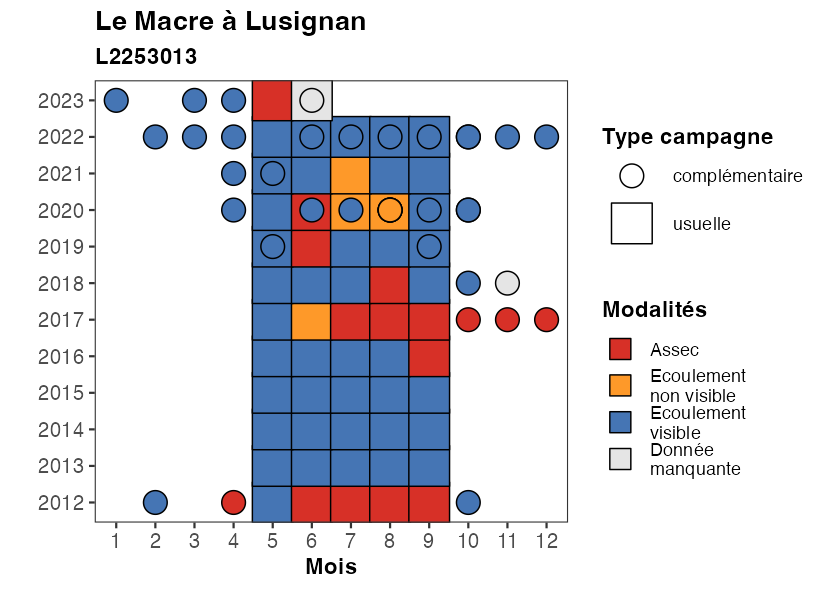 Le Macre à Lusignan
L2253013
2023
2022
2021
2020
2019
2018
2017
2016
2015
2014
2013
2012
1 2 3 4 5 6 7 8 9 10 11 12
Mois
Type campagne
complémentaire
usuelle
Modalités
Assec
Ecoulement
non visible
Ecoulement
visible
Donnée
manquante